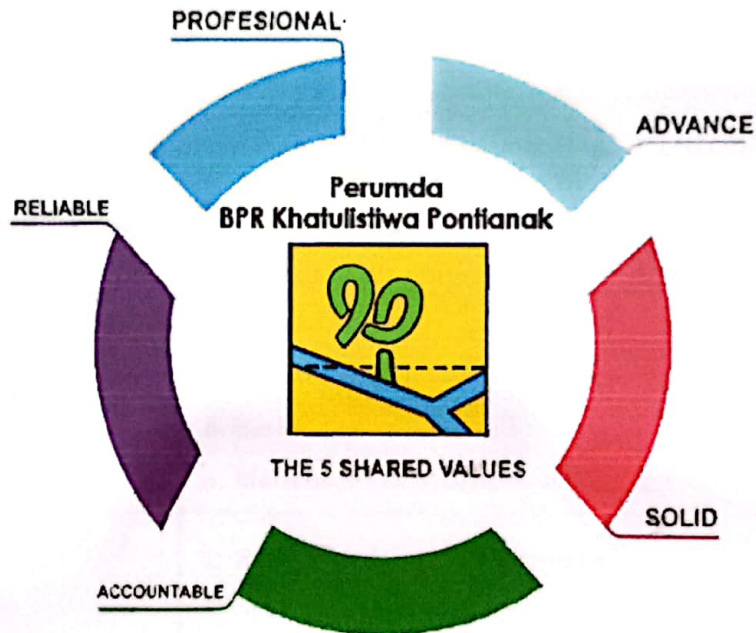 PROFESIONAL
ADVANCE
Perumda
BPR Khatulistiwa Pontianak
RELIABLE
THE 5 SHARED VALUES
SOLID
ACCOUNTABLE